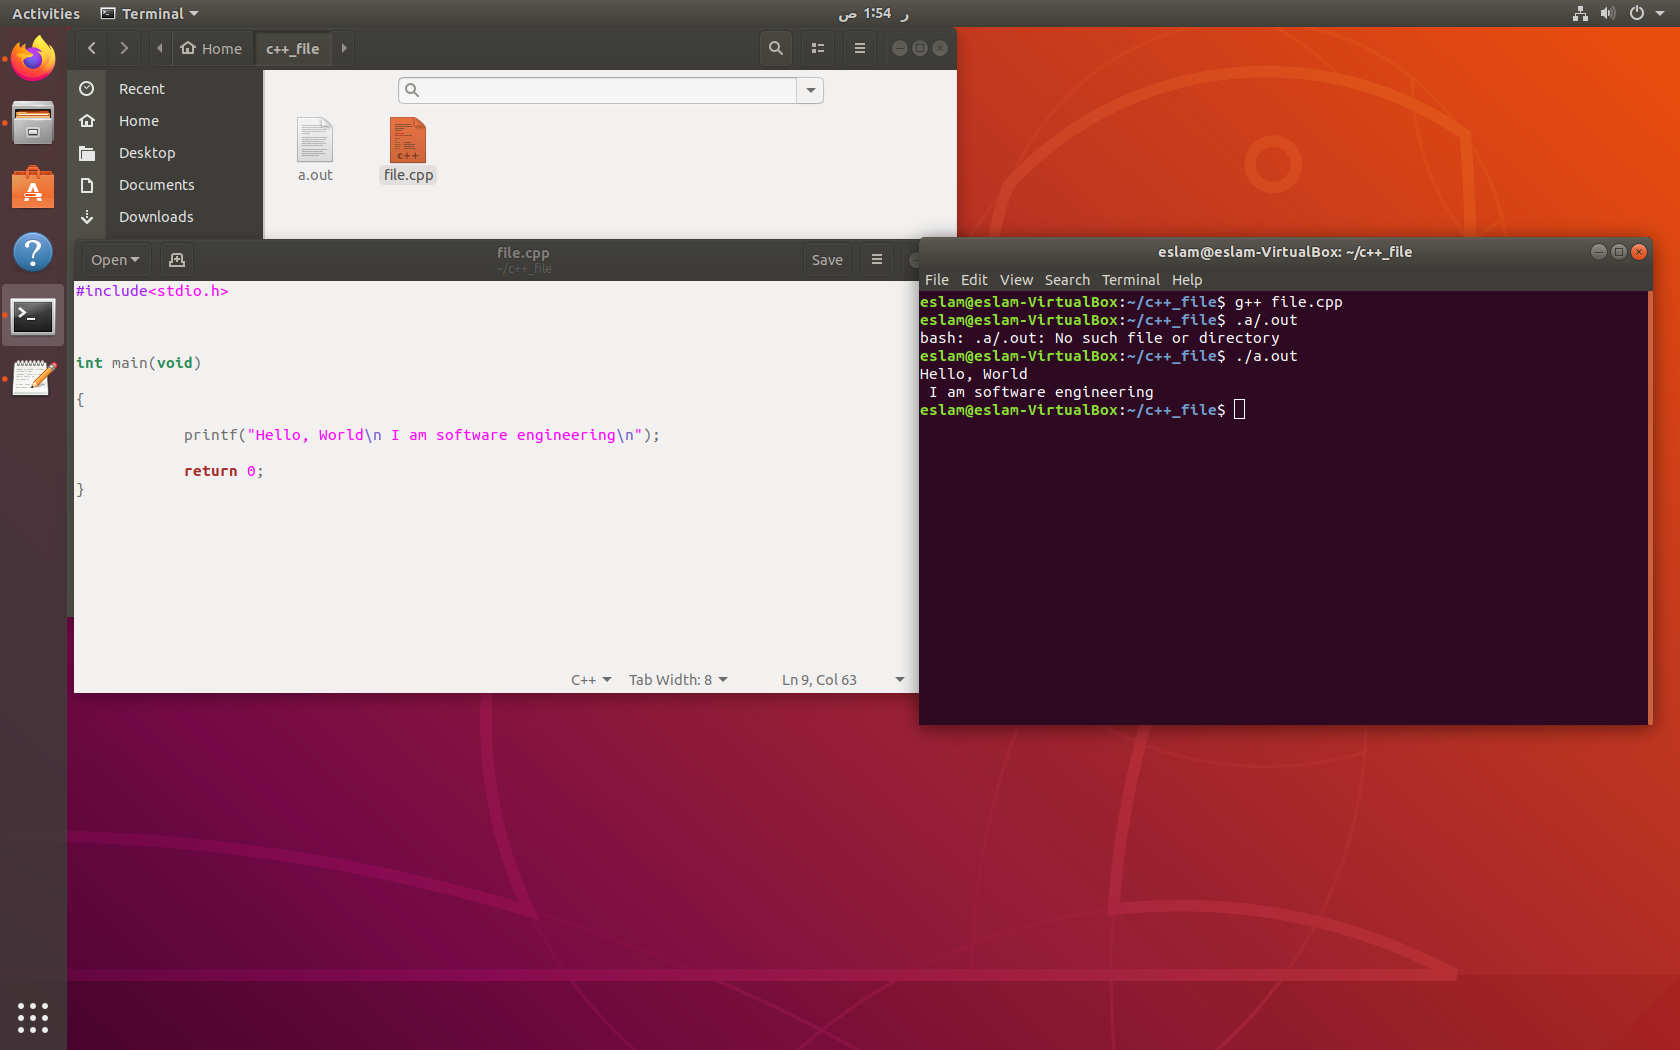 Activities Terminal ر 1:54 ص
Home c++_file
Recent
Home
Desktop
Documents
Downloads
c++
a.out file.cpp
Open file.cpp Save
~/c++_file
#include<stdio.h>
int main(void)
{
printf("Hello, World\n I am software engineering\n");
return 0;
}
C++ Tab Width: 8 Ln 9, Col 63
eslam@eslam-VirtualBox: ~/c++_file
File Edit View Search Terminal Help
eslam@eslam-VirtualBox:~/c++_file$ g++ file.cpp
eslam@eslam-VirtualBox:~/c++_file$ .a/.out
bash: .a/.out: No such file or directory
eslam@eslam-VirtualBox:~/c++_file$ ./a.out
Hello, World
I am software engineering
eslam@eslam-VirtualBox:~/c++_file$